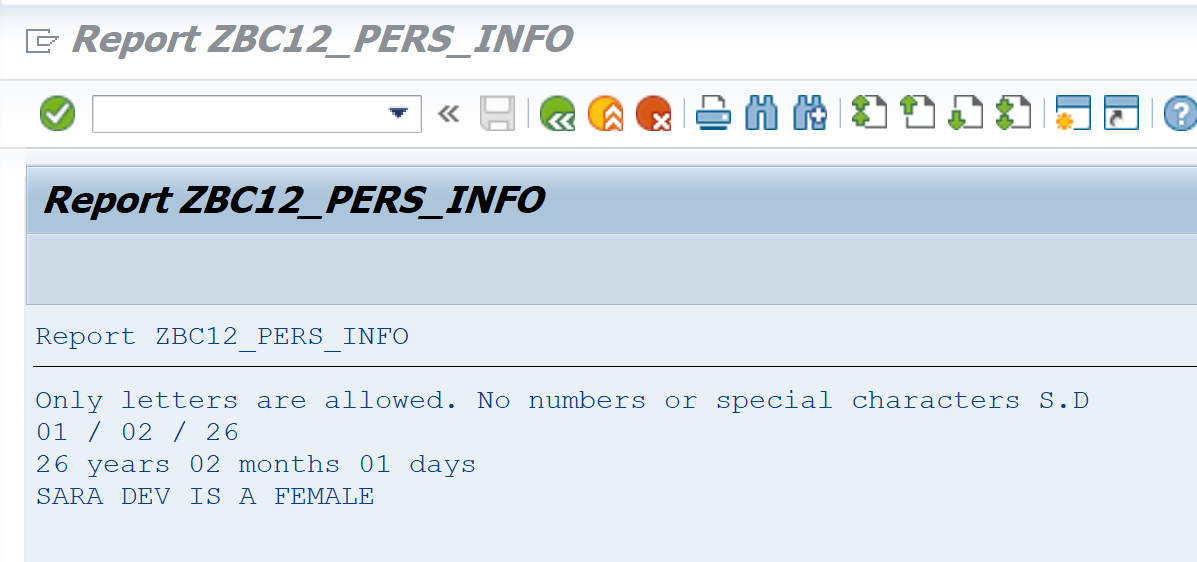 Report ZBC12_PERS_INFO
Report ZBC12_PERS_INFO
Report ZBC12_PERS_INFO
Only letters are allowed. No numbers or special characters S.D
01 / 02 / 26
26 years 02 months 01 days
SARA DEV IS A FEMALE